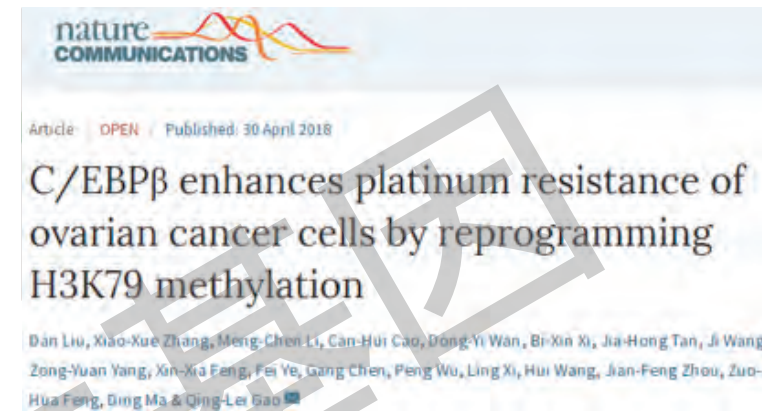 nature
COMMUNICATIONS
Article | OPEN | Published: 30 April 2018
C/EBPβ enhances platinum resistance of
ovarian cancer cells by reprogramming
H3K79 methylation
Dan Liu, Xiao-Xue Zhang, Meng-Chen Li, Can-Hui Cao, Dong-Yi Wan, Bi-Xin Xi, Jia-Hong Tan, Ji Wang
Zong-Yuan Yang, Xin-Xia Feng, Fei Ye, Gang Chen, Peng Wu, Ling Xi, Hui Wang, Jian-Feng Zhou, Zuo-
Hua Feng, Ding Ma & Qing-Lei Gao
基因